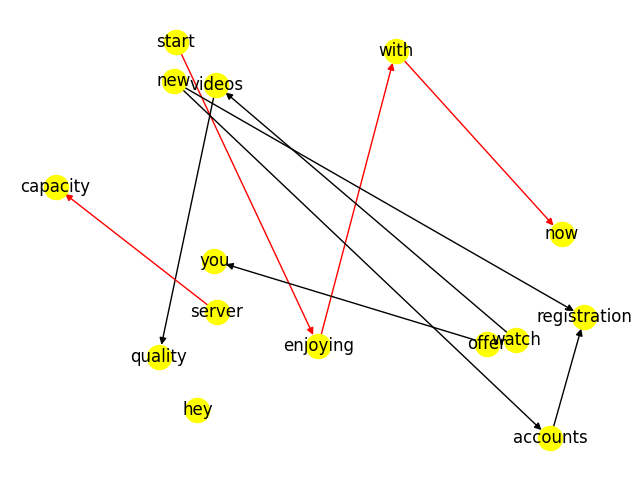 start
with
new
videos
capacity
now
you
server
registration
enjoying
offer
watch
quality
hey
accounts